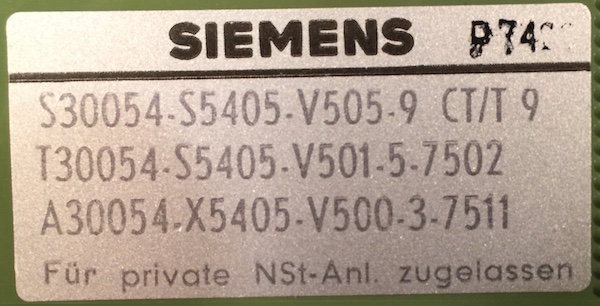 SIEMENS
S30054-S5405-V505-9 CT/T 9
T30054-S5405-V501-5-7502
A30054-X5405-V500-3-7511
Für private NSt-Anl. zugelassen